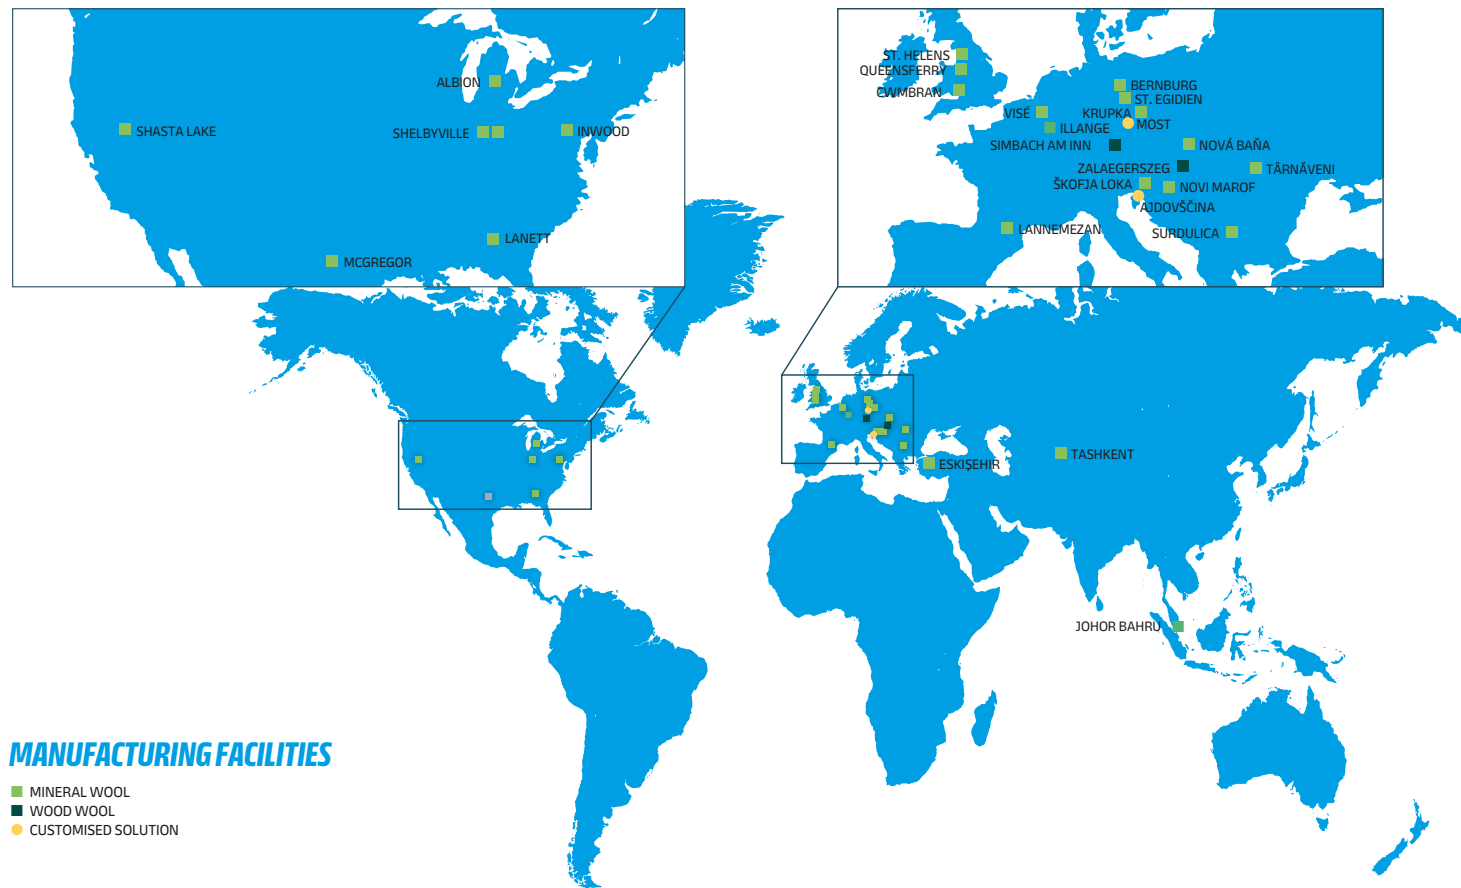 ALBION
SHASTA LAKE
SHELBYVILLE
INWOOD
LANETT
MCGREGOR
ST. HELENS
QUEENSFERRY
CWMBRAN
BERNBURG
ST. EGIDIEN
VISÉ
KRUPKA
ILLANGE
MOST
SIMBACH AM INN
NOVÁ BAŇA
ZALAEGERSZEG
TÂRNĂVENI
ŠKOFJA LOKA
NOVI MAROF
AJDOVŠČINA
LANNEMEZAN
SURDULICA
ESKIŞEHIR
TASHKENT
JOHOR BAHRU
MANUFACTURING FACILITIES
MINERAL WOOL
WOOD WOOL
CUSTOMISED SOLUTION